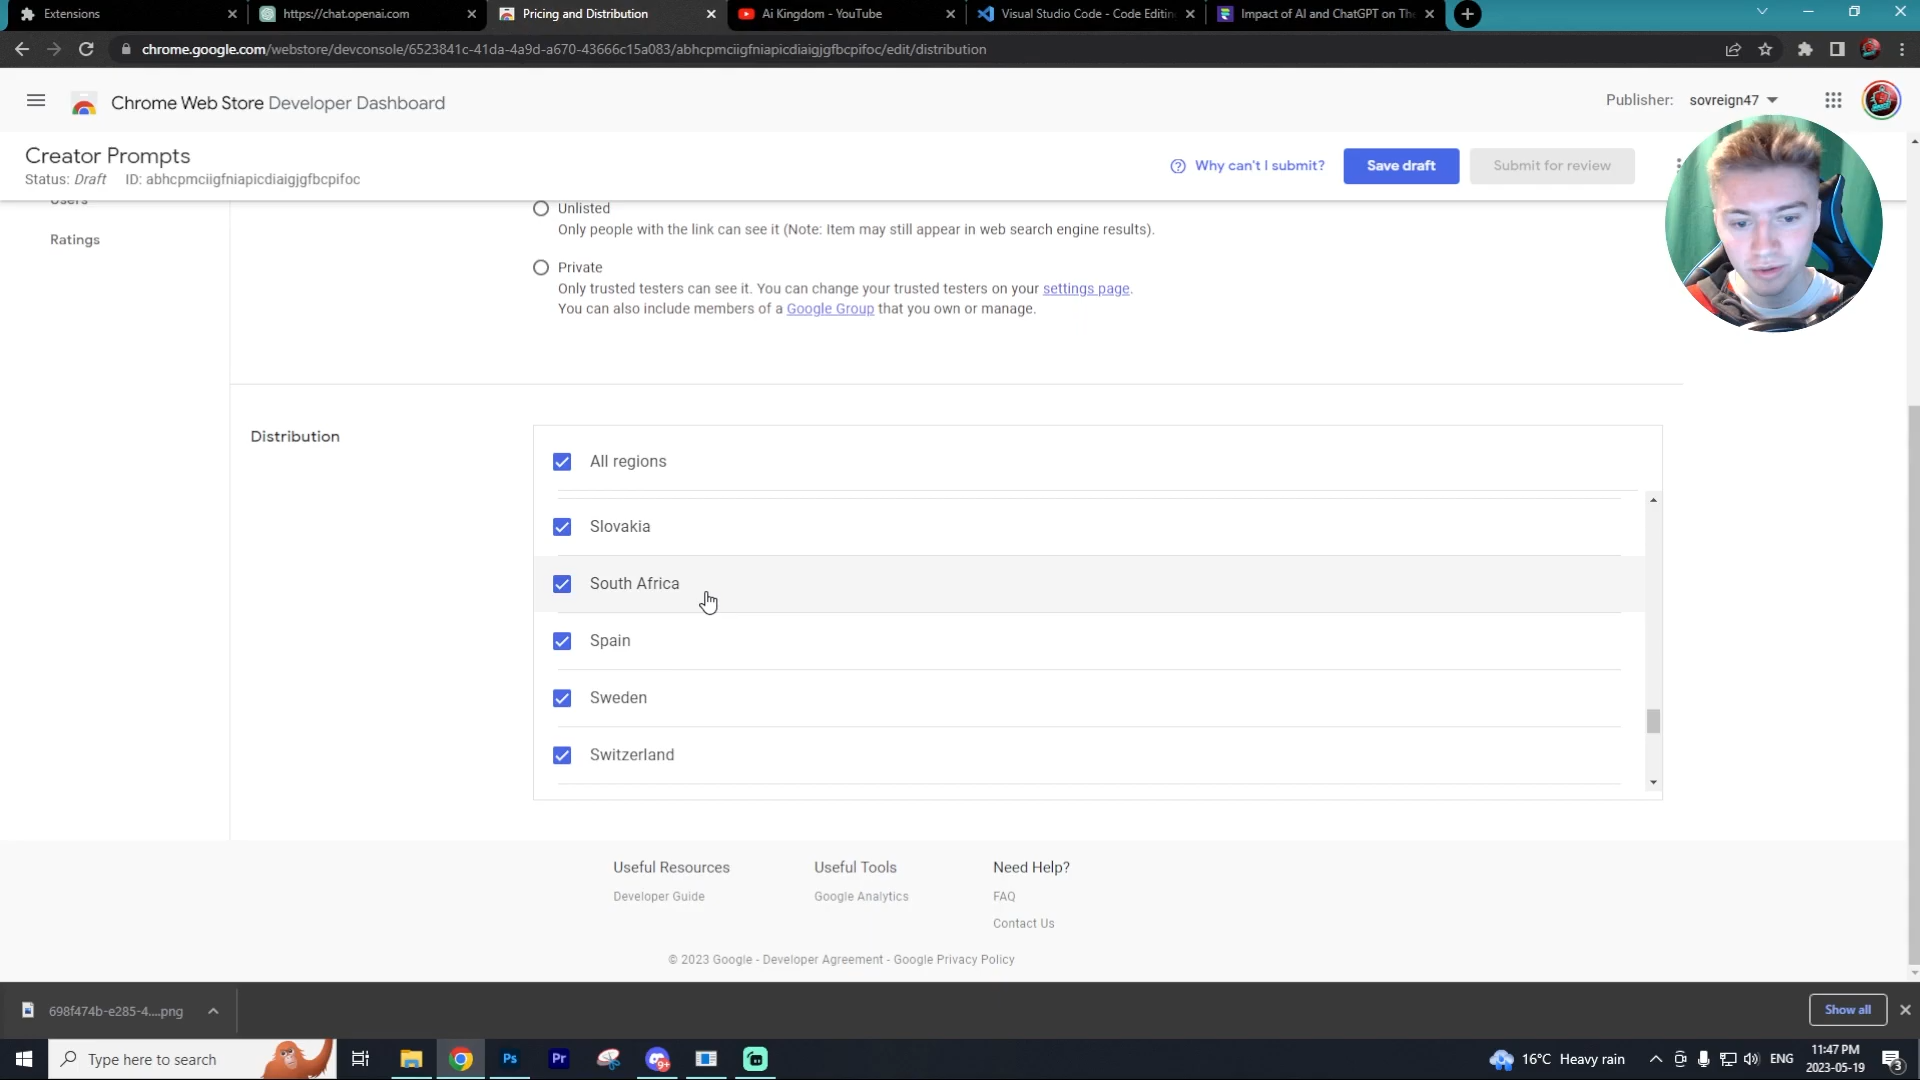 Extensions
https://chat.openai.com
Pricing and Distribution
Ai Kingdom - YouTube
Visual Studio Code - Code Editin
Impact of AI and ChatGPT on The
chrome.google.com/webstore/devconsole/6523841c-41da-4a9d-a670-43666c15a083/abhcpmciigfniapicdiaigjgfbcpifoc/edit/distribution
Chrome Web Store Developer Dashboard
Publisher: sovreign47
Creator Prompts
Status: Draft ID: abhcpmciigfniapicdiaigjgfbcpifoc
Why can't I submit?
Save draft
Submit for review
Users
Ratings
Unlisted
Only people with the link can see it (Note: Item may still appear in web search engine results).
Private
Only trusted testers can see it. You can change your trusted testers on your settings page.
You can also include members of a Google Group that you own or manage.
Distribution
All regions
Slovakia
South Africa
Spain
Sweden
Switzerland
Useful Resources
Developer Guide
Useful Tools
Google Analytics
Need Help?
FAQ
Contact Us
© 2023 Google - Developer Agreement - Google Privacy Policy
698f474b-e285-4....png
Show all
Type here to search
Ps
Pr
9+
16°C Heavy rain
ENG
11:47 PM
2023-05-19
3